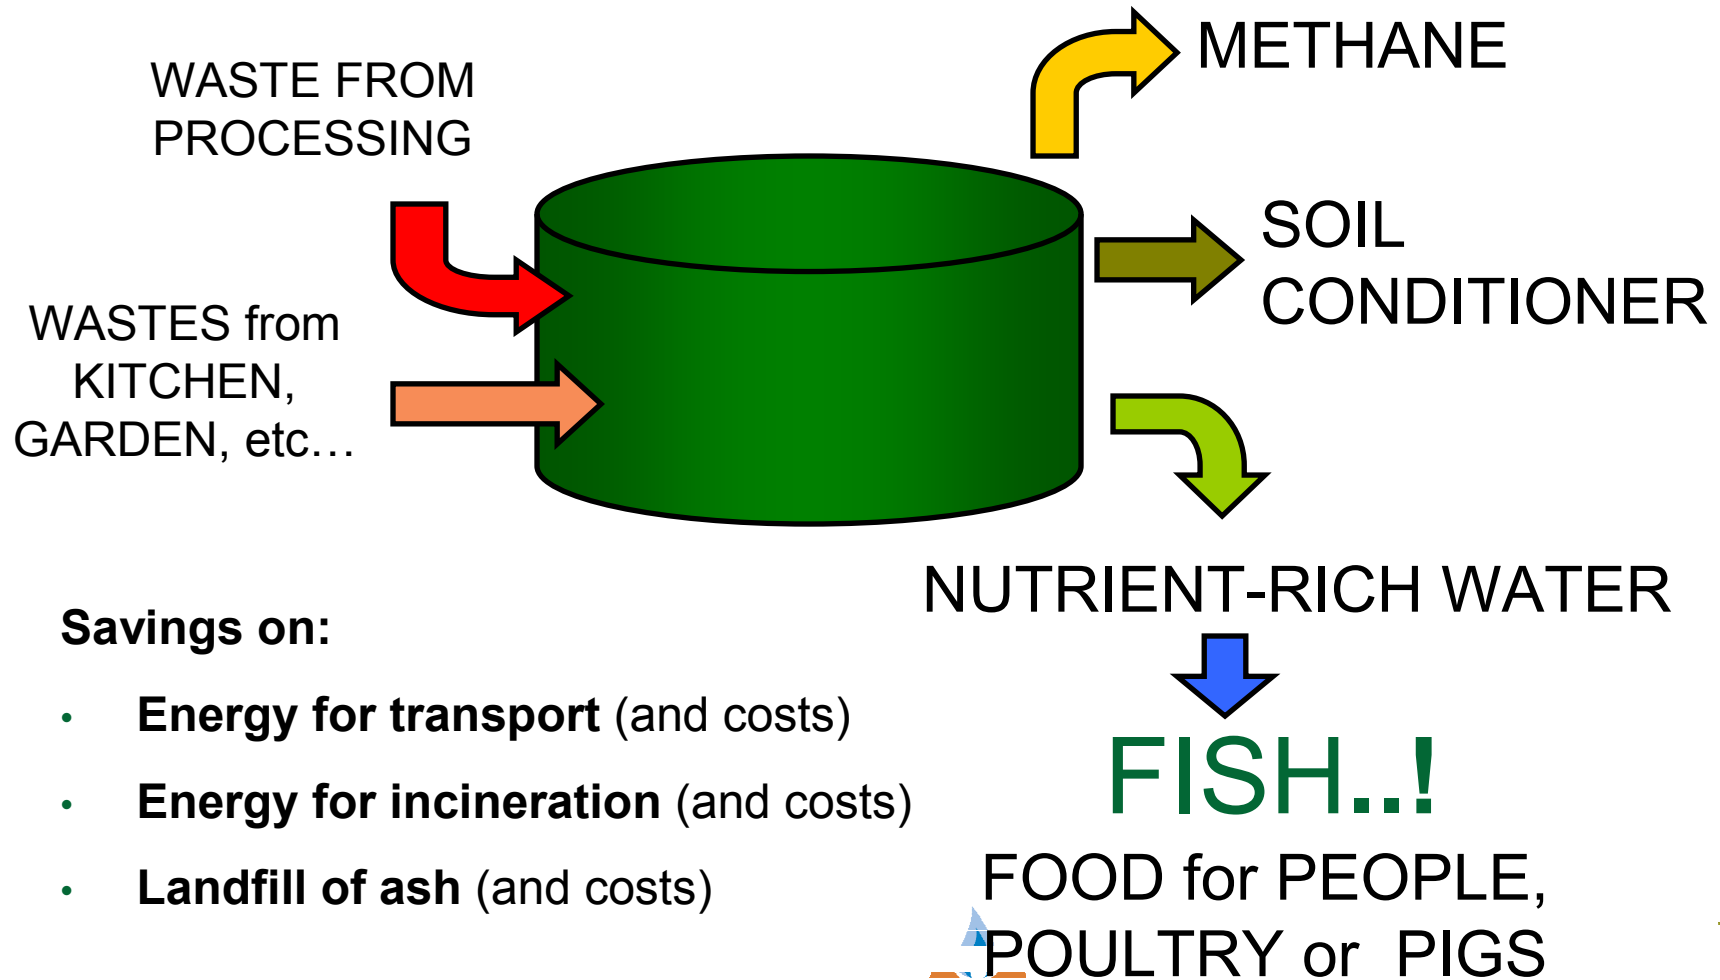 METHANE
WASTE FROM
PROCESSING
SOIL
CONDITIONER
WASTES from
KITCHEN,
GARDEN, etc…
NUTRIENT-RICH WATER
Savings on:
• Energy for transport (and costs)
• Energy for incineration (and costs)
• Landfill of ash (and costs)
FISH..!
FOOD for PEOPLE,
POULTRY or PIGS